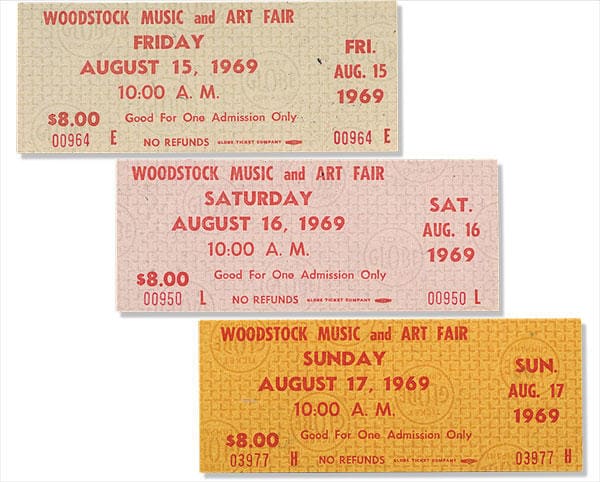 WOODSTOCK MUSIC and ART FAIR
FRIDAY
AUGUST 15, 1969
10:00 A. M.
$8.00 Good For One Admission Only
00964 E NO REFUNDS GLOBE TICKET COMPANY
FRI.
AUG. 15
1969
00964 E
WOODSTOCK MUSIC and ART FAIR
SATURDAY
AUGUST 16, 1969
10:00 A. M.
$8.00 Good For One Admission Only
00950 L NO REFUNDS GLOBE TICKET COMPANY
SAT.
AUG. 16
1969
00950 L
WOODSTOCK MUSIC and ART FAIR
SUNDAY
AUGUST 17, 1969
10:00 A. M.
$8.00 Good For One Admission Only
03977 H NO REFUNDS GLOBE TICKET COMPANY
SUN.
AUG. 17
1969
03977 H